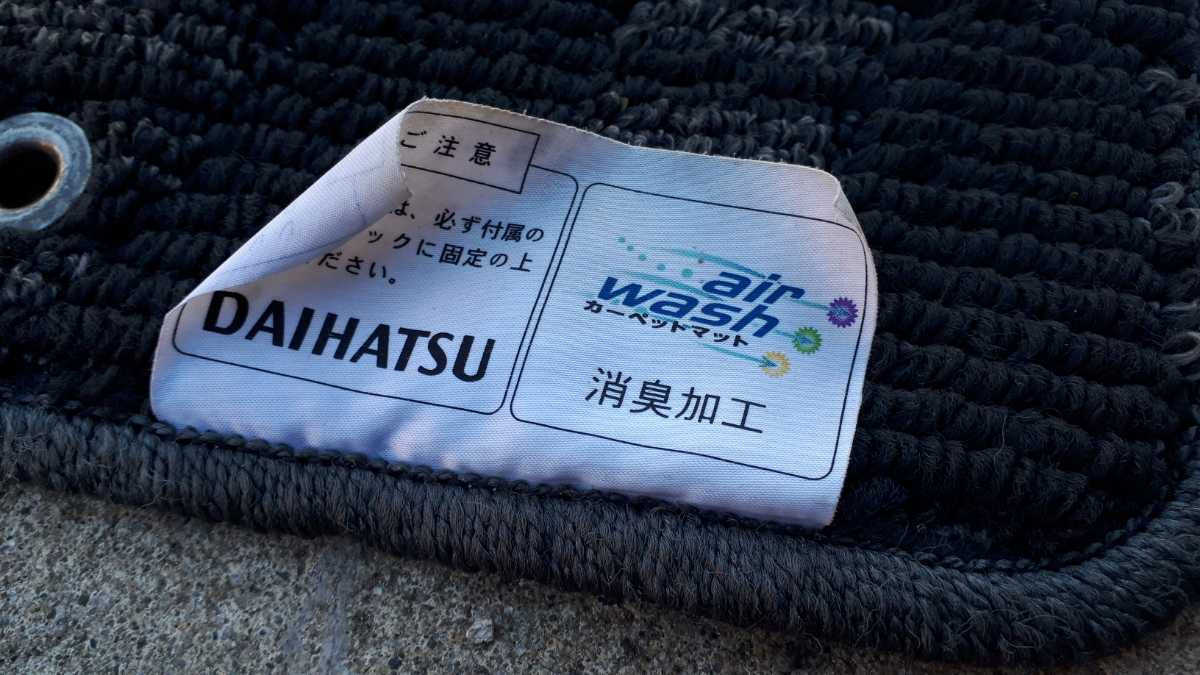 ご注意
は、必ず付属の
ックに固定の上
ださい。
DAIHATSU
air
wash
カーペットマット
消臭加工